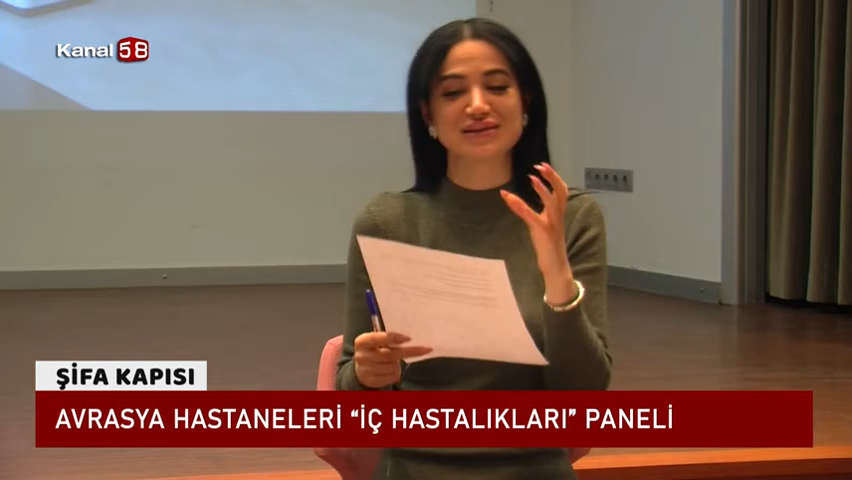 Kanal 58
ŞİFA KAPISI
AVRASYA HASTANELERİ “İÇ HASTALIKLARI” PANELİ